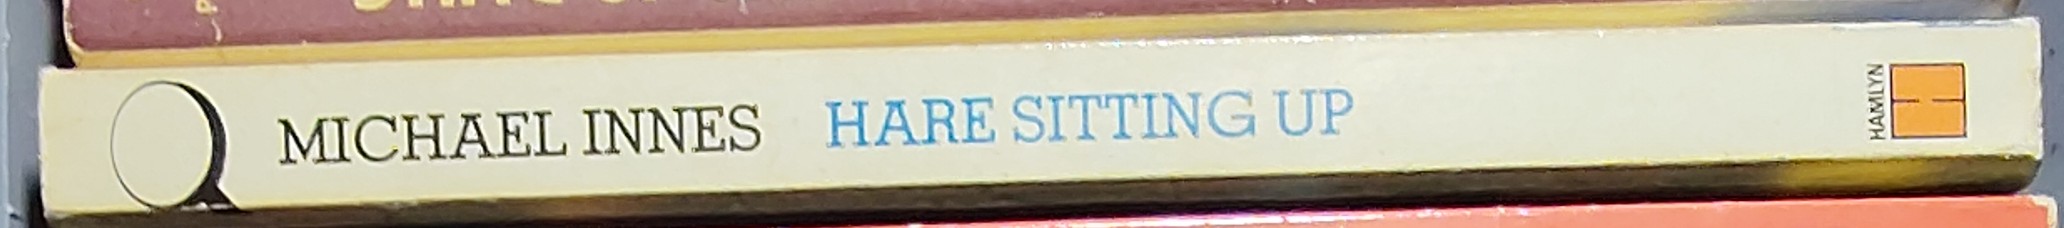 MICHAEL INNES HARE SITTING UP HAMLYN